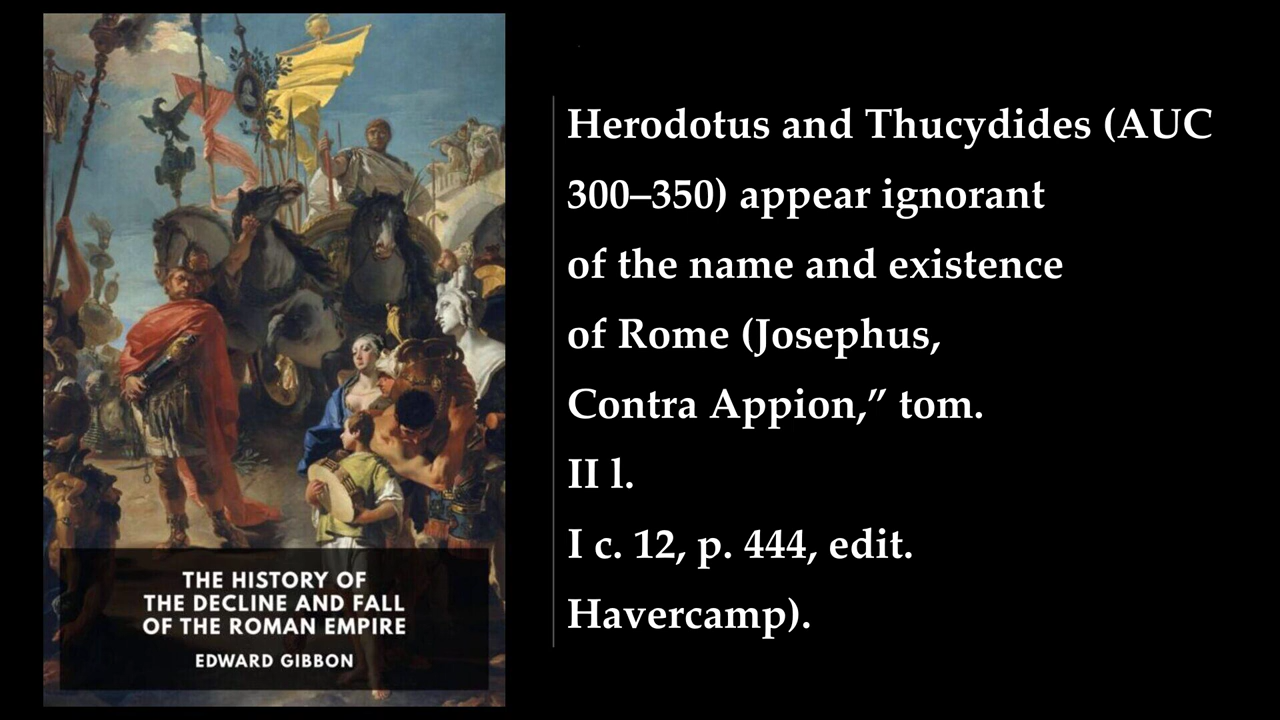 THE HISTORY OF
THE DECLINE AND FALL
OF THE ROMAN EMPIRE
EDWARD GIBBON
Herodotus and Thucydides (AUC
300–350) appear ignorant
of the name and existence
of Rome (Josephus,
Contra Appion,” tom.
II l.
I c. 12, p. 444, edit.
Havercamp).